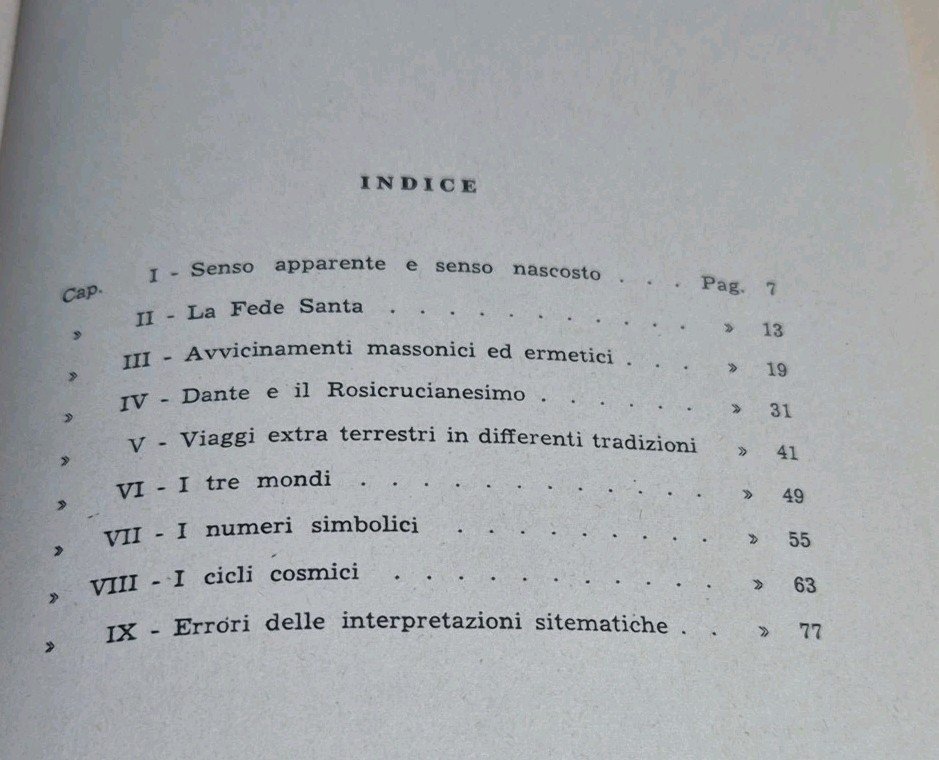 INDICE
Cap. I - Senso apparente e senso nascosto . . . Pag. 7
» II - La Fede Santa . . . . . . . . . . » 13
» III - Avvicinamenti massonici ed ermetici . . . » 19
» IV - Dante e il Rosicrucianesimo . . . . . . » 31
» V - Viaggi extra terrestri in differenti tradizioni » 41
» VI - I tre mondi . . . . . . . . . . . » 49
» VII - I numeri simbolici . . . . . . . . . » 55
» VIII - I cicli cosmici . . . . . . . . . . . » 63
» IX - Errori delle interpretazioni sitematiche . . » 77